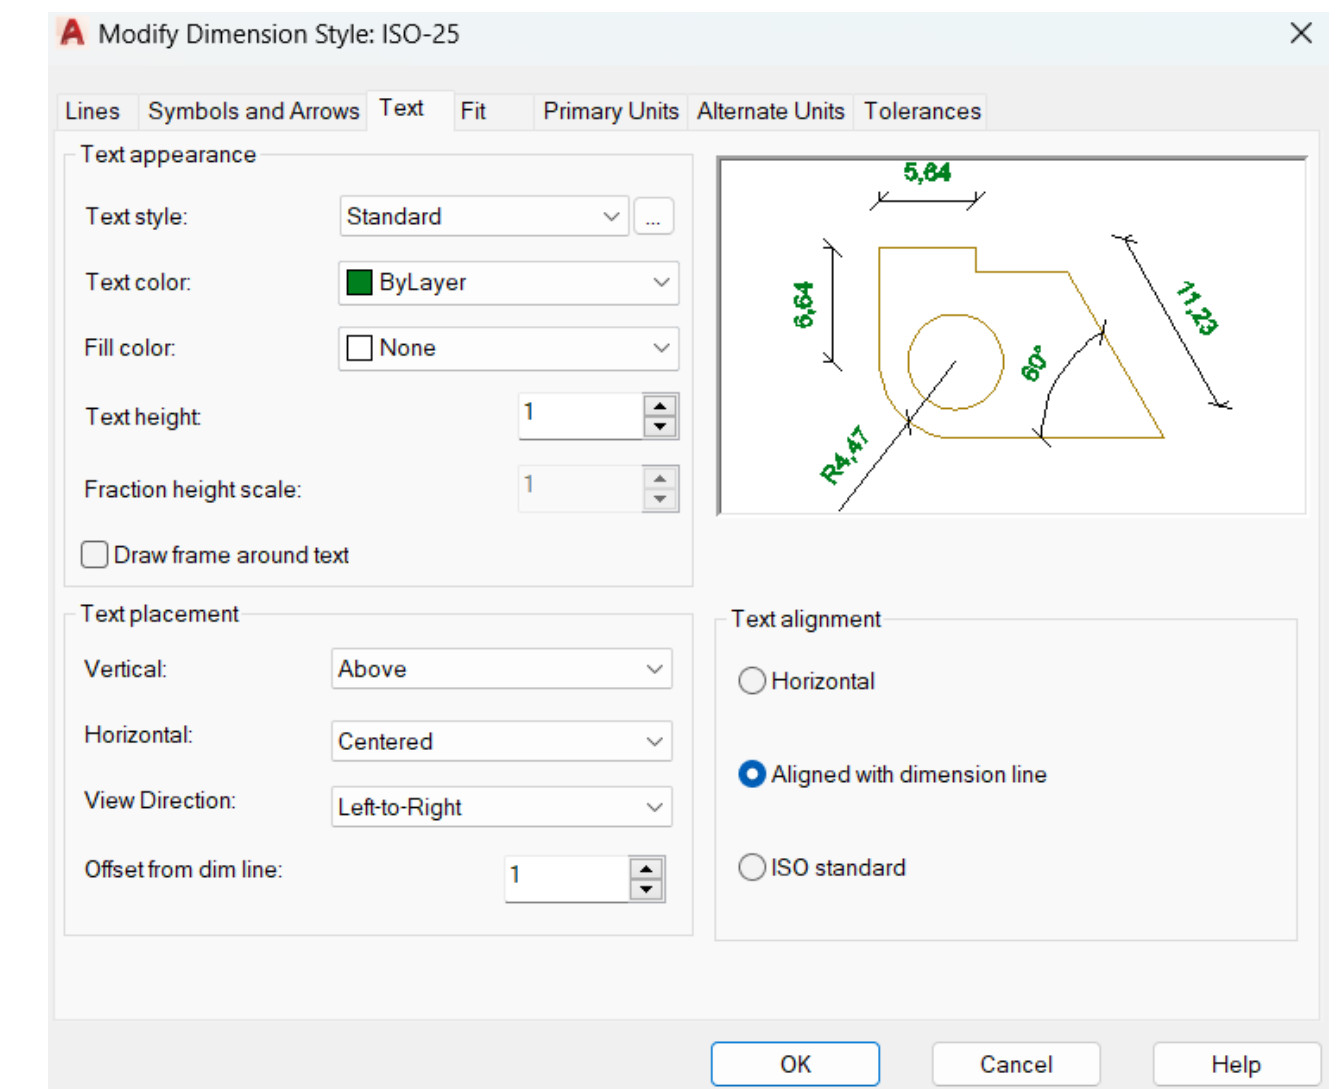 Modify Dimension Style: ISO-25
Lines Symbols and Arrows Text Fit Primary Units Alternate Units Tolerances
Text appearance
Text style: Standard ...
Text color: ByLayer
Fill color: None
Text height: 1
Fraction height scale: 1
Draw frame around text
5,64
6,64
11,23
60°
R4,47
Text placement
Vertical: Above
Horizontal: Centered
View Direction: Left-to-Right
Offset from dim line: 1
Text alignment
Horizontal
Aligned with dimension line
ISO standard
OK Cancel Help